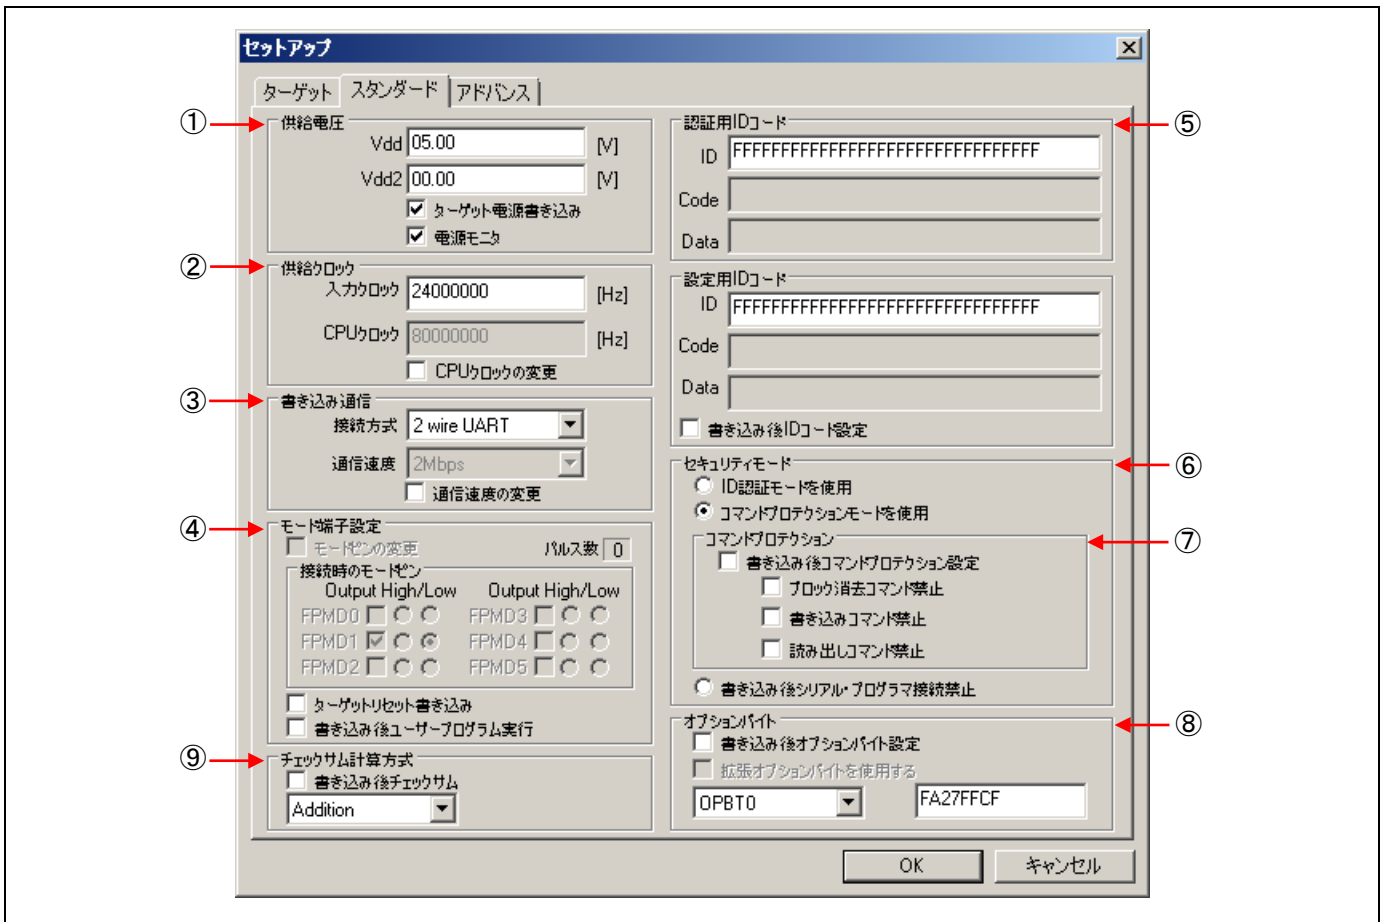 セットアップ
ターゲット スタンダード アドバンス
① 供給電圧
Vdd 05.00 [V]
Vdd2 00.00 [V]
ターゲット電源書き込み
電源モニタ
② 供給クロック
入力クロック 24000000 [Hz]
CPUクロック 80000000 [Hz]
CPUクロックの変更
③ 書き込み通信
接続方式 2 wire UART
通信速度 2Mbps
通信速度の変更
④ モード端子設定
モードピンの変更 パルス数 0
接続時のモードピン
Output High/Low Output High/Low
FPMD0 FPMD3
FPMD1 FPMD4
FPMD2 FPMD5
ターゲットリセット書き込み
書き込み後ユーザープログラム実行
⑨ チェックサム計算方式
書き込み後チェックサム
Addition
認証用IDコード ⑤
ID FFFFFFFFFFFFFFFFFFFFFFFFFFFFFFFF
Code
Data
設定用IDコード
ID FFFFFFFFFFFFFFFFFFFFFFFFFFFFFFFF
Code
Data
書き込み後IDコード設定
セキュリティモード ⑥
ID認証モードを使用
コマンドプロテクションモードを使用
コマンドプロテクション ⑦
書き込み後コマンドプロテクション設定
ブロック消去コマンド禁止
書き込みコマンド禁止
読み出しコマンド禁止
書き込み後シリアル・プログラマ接続禁止
オプションバイト ⑧
書き込み後オプションバイト設定
拡張オプションバイトを使用する
OPBT0 FA27FFCF
OK キャンセル